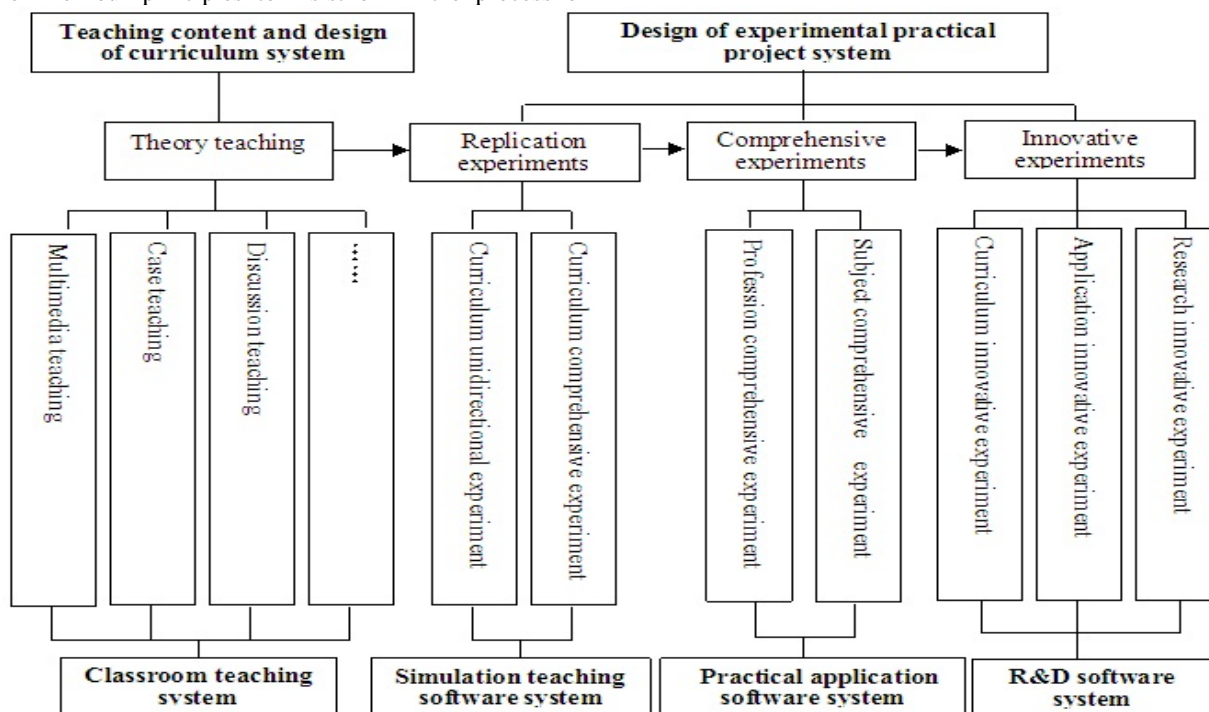 Teaching content and design
of curriculum system
Design of experimental practical
project system
Theory teaching
Replication
experiments
Comprehensive
experiments
Innovative
experiments
Multimedia teaching
Case teaching
Discussion teaching
......
Curriculum unidirectional experiment
Curriculum comprehensive experiment
Profession comprehensive experiment
Subject comprehensive experiment
Curriculum innovative experiment
Application innovative experiment
Research innovative experiment
Classroom teaching
system
Simulation teaching
software system
Practical application
software system
R&D software
system